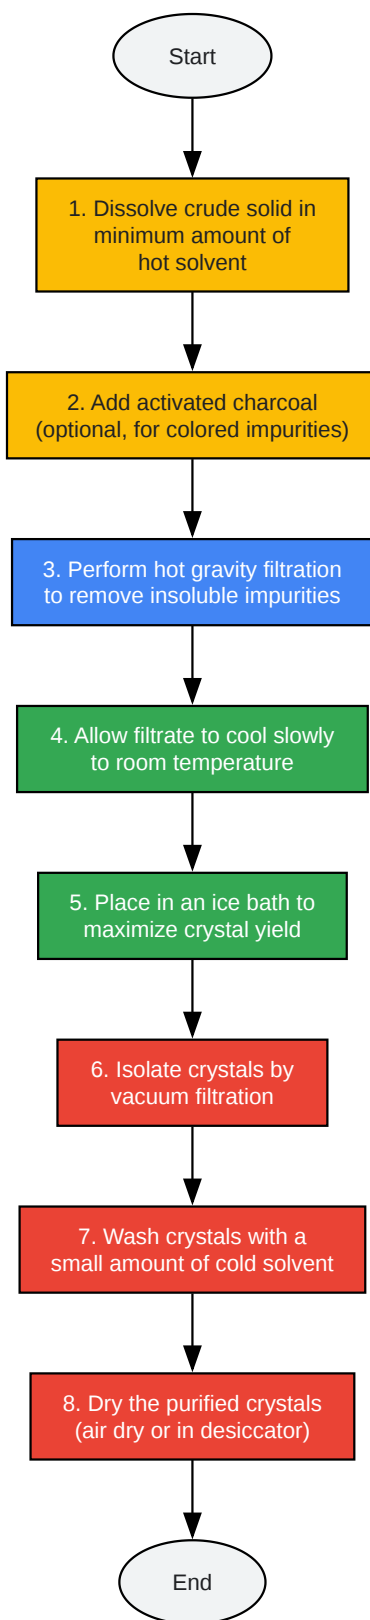 Start
1. Dissolve crude solid in
minimum amount of
hot solvent
2. Add activated charcoal
(optional, for colored impurities)
3. Perform hot gravity filtration
to remove insoluble impurities
4. Allow filtrate to cool slowly
to room temperature
5. Place in an ice bath to
maximize crystal yield
6. Isolate crystals by
vacuum filtration
7. Wash crystals with a
small amount of cold solvent
8. Dry the purified crystals
(air dry or in desiccator)
End